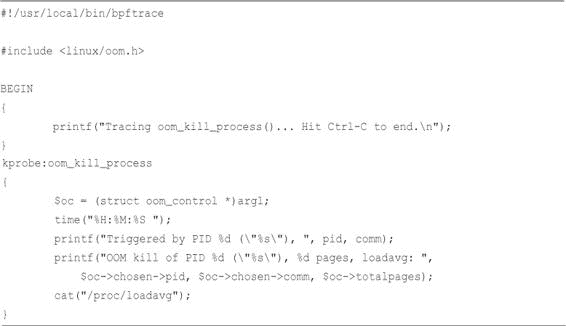 #!/usr/local/bin/bpftrace
#include <linux/oom.h>
BEGIN
{
printf("Tracing oom_kill_process()... Hit Ctrl-C to end.\n");
}
kprobe:oom_kill_process
{
$oc = (struct oom_control *)arg1;
time("%H:%M:%S ");
printf("Triggered by PID %d (\"%s\"), ", pid, comm);
printf("OOM kill of PID %d (\"%s\"), %d pages, loadavg: ",
$oc->chosen->pid, $oc->chosen->comm, $oc->totalpages);
cat("/proc/loadavg");
}